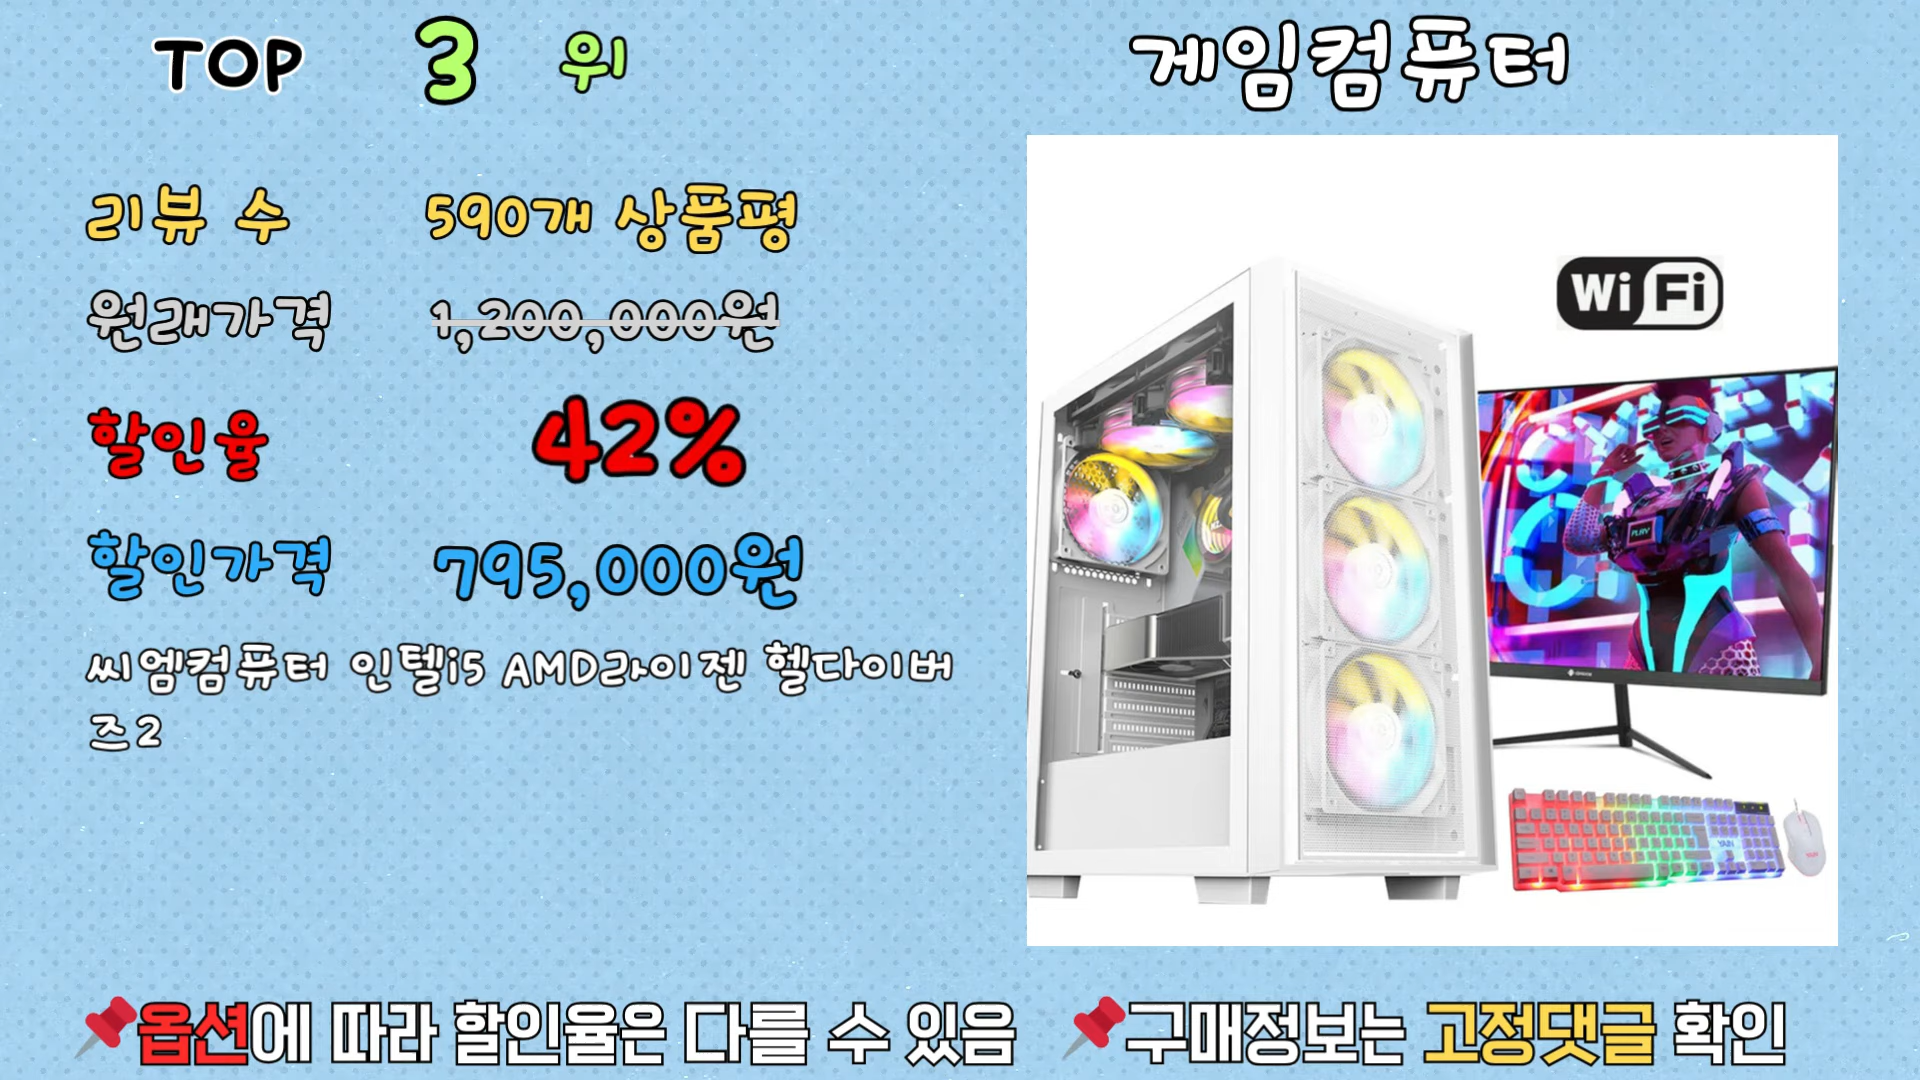 TOP 3 위
게임컴퓨터
리뷰 수 590개 상품평
원래가격 1,200,000원
할인율 42%
할인가격 795,000원
씨엠컴퓨터 인텔i5 AMD라이젠 헬다이버
즈2
WiFi
PLAY
YAIN
📌옵션에 따라 할인율은 다를 수 있음 📌구매정보는 고정댓글 확인